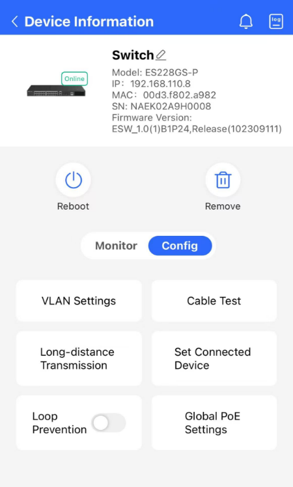 Device Information
log
Online
Switch
Model: ES228GS-P
IP: 192.168.110.8
MAC: 00d3.f802.a982
SN: NAEK02A9H0008
Firmware Version:
ESW_1.0(1)B1P24,Release(102309111)
Reboot
Remove
Monitor
Config
VLAN Settings
Cable Test
Long-distance
Transmission
Set Connected
Device
Loop
Prevention
Global PoE
Settings